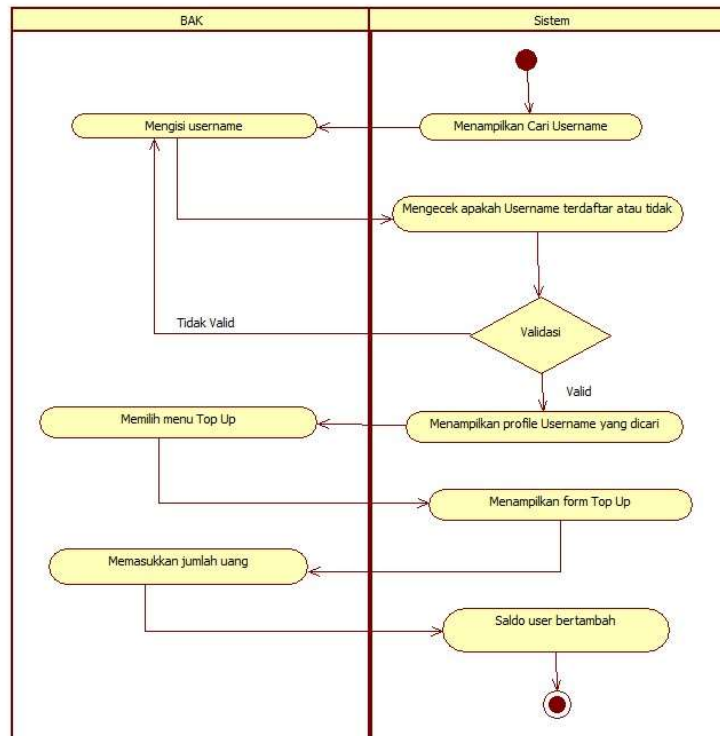 BAK
Sistem
Menampilkan Cari Username
Mengisi username
Mengecek apakah Username terdaftar atau tidak
Validasi
Tidak Valid
Valid
Menampilkan profile Username yang dicari
Memilih menu Top Up
Menampilkan form Top Up
Memasukkan jumlah uang
Saldo user bertambah